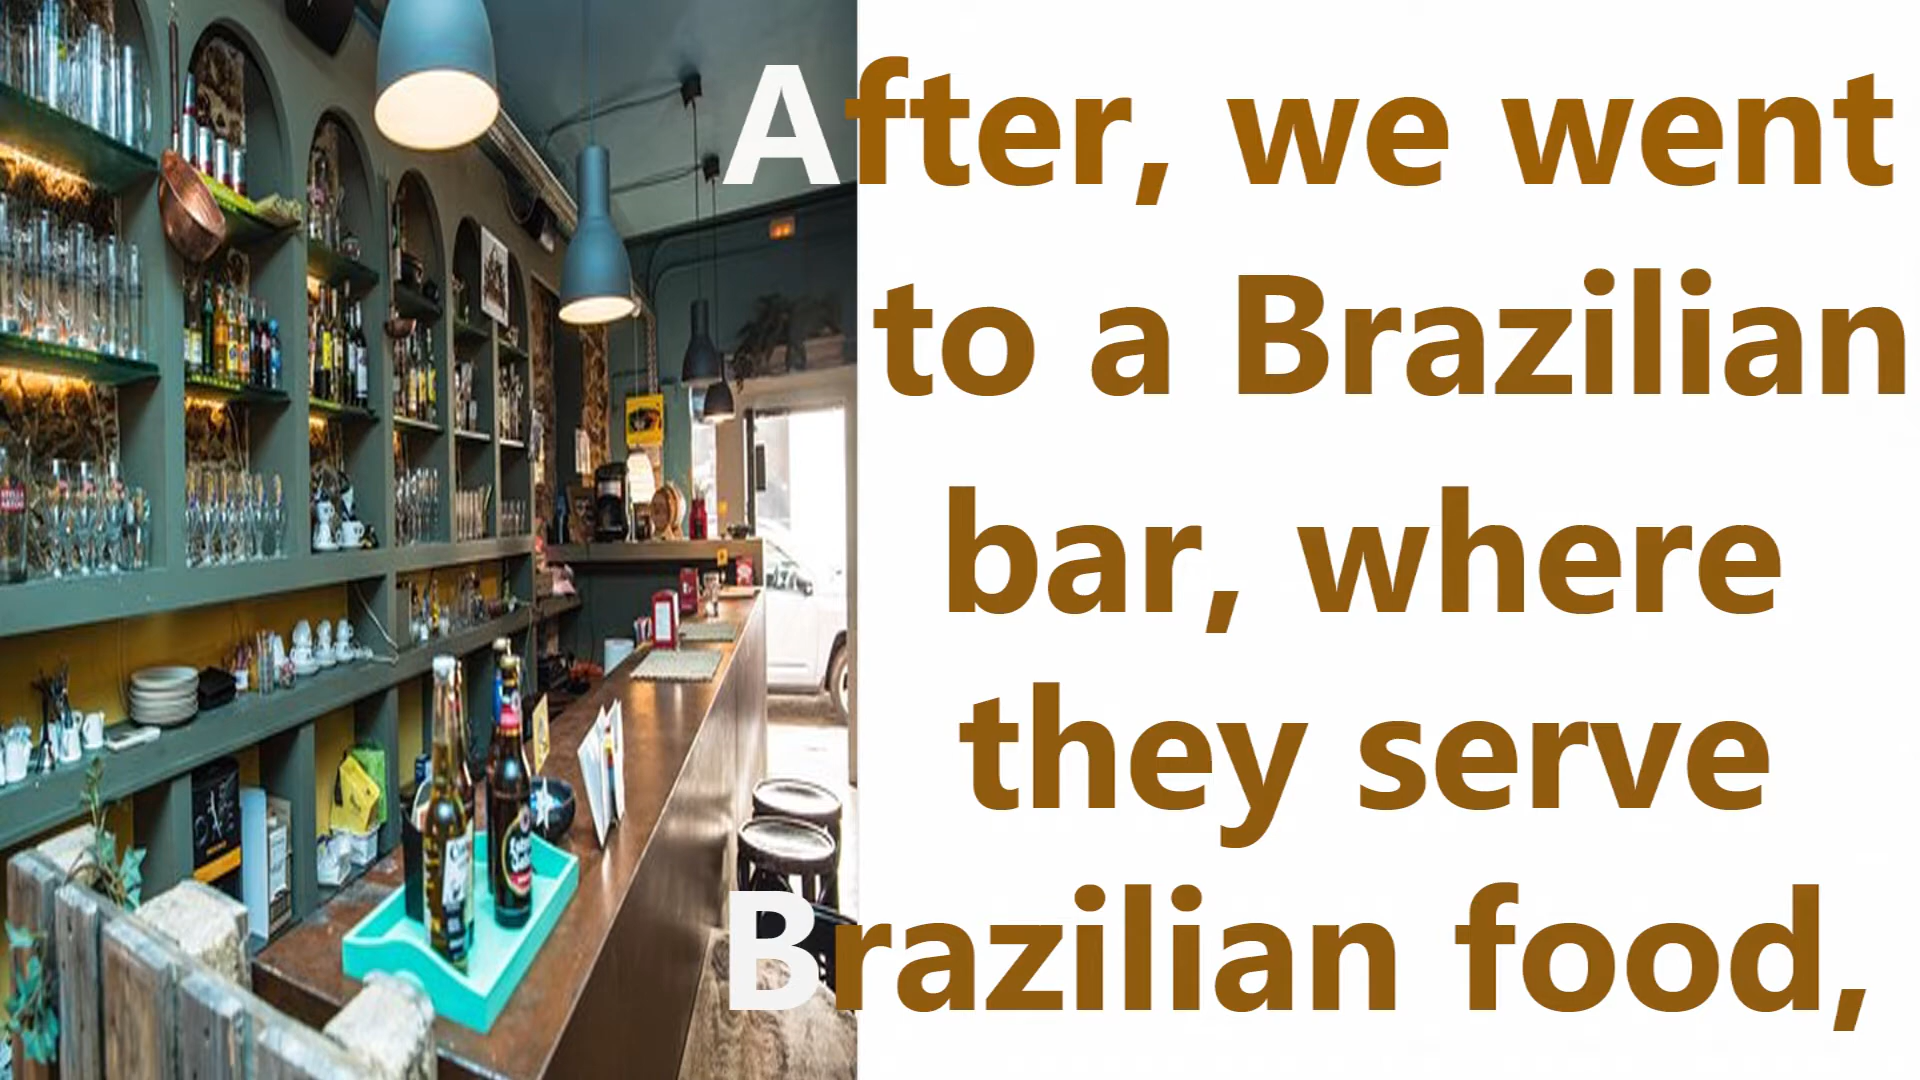 After, we went
to a Brazilian
bar, where
they serve
Brazilian food,